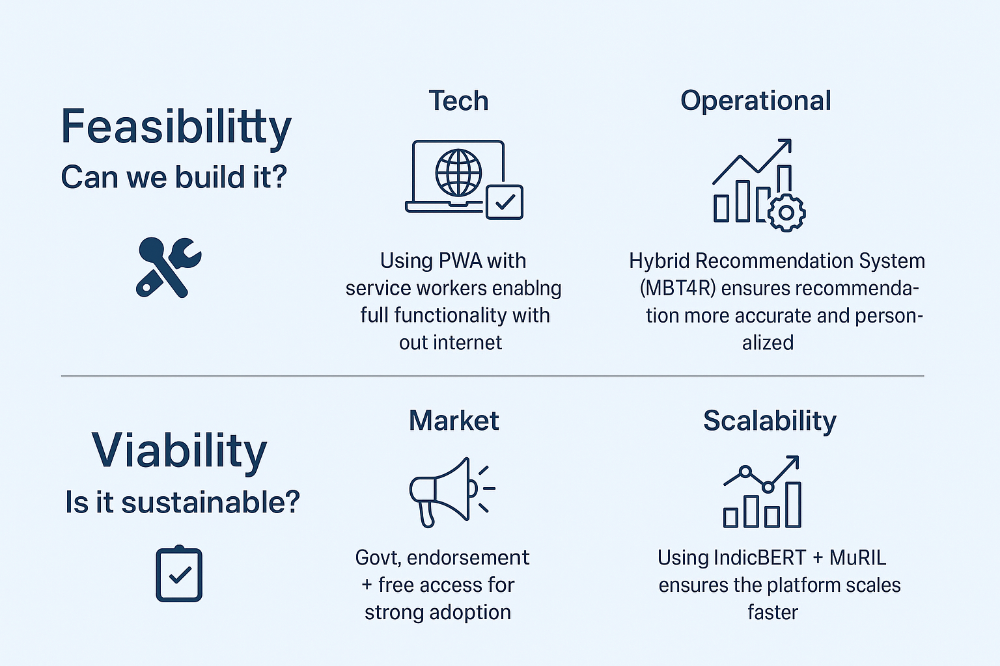 Feasibilitty
Can we build it?
Tech
Using PWA with
service workers enablng
full functionality with
out internet
Operational
Hybrid Recommendation System
(MBT4R) ensures recommenda-
tion more accurate and person-
alized
Viability
Is it sustainable?
Market
Govt, endorsement
+ free access for
strong adoption
Scalability
Using IndicBERT + MuRIL
ensures the platform scales
faster